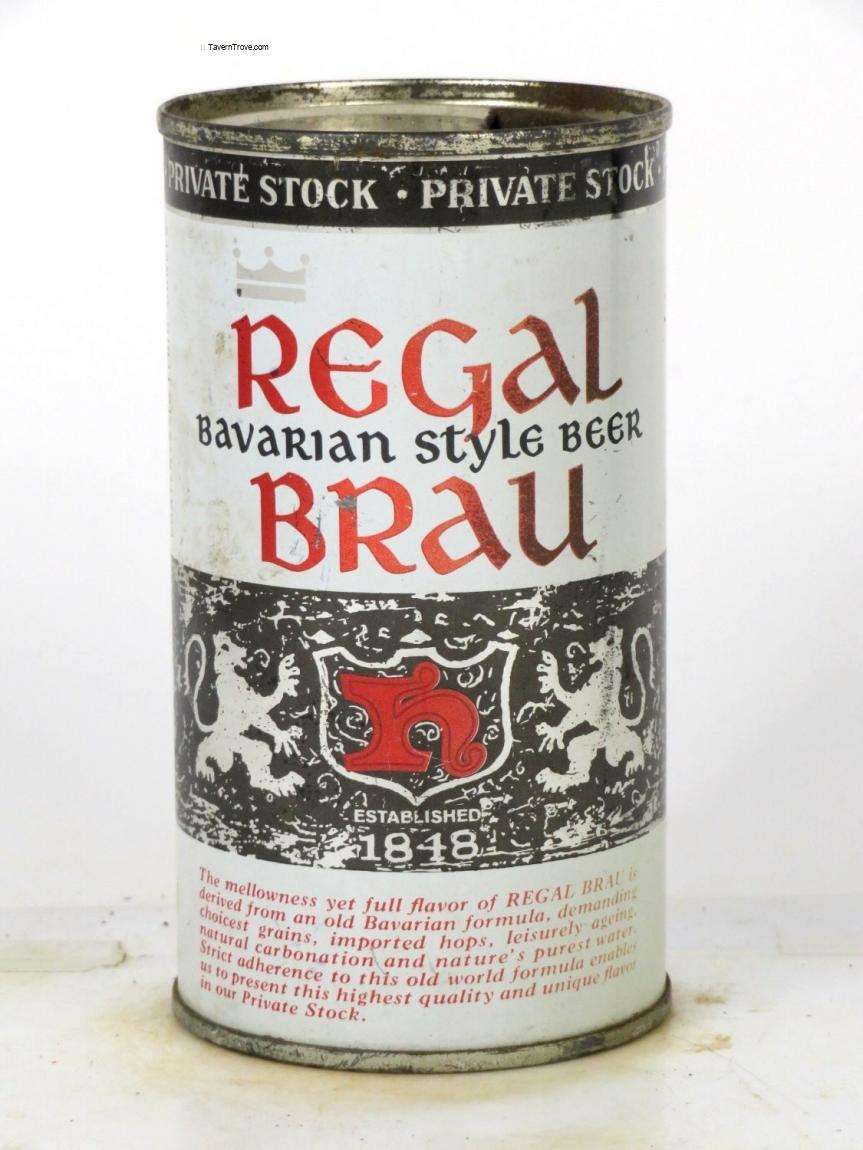 :: TavernTrove.com
PRIVATE STOCK · PRIVATE STOCK ·
REGAL
BAVARIAN STYLE BEER
BRAU
H
ESTABLISHED
1848
The mellowness yet full flavor of REGAL BRAU is
derived from an old Bavarian formula, demanding
choicest grains, imported hops, leisurely ageing,
natural carbonation and nature's purest water.
Strict adherence to this old world formula enables
us to present this highest quality and unique flavor
in our Private Stock.